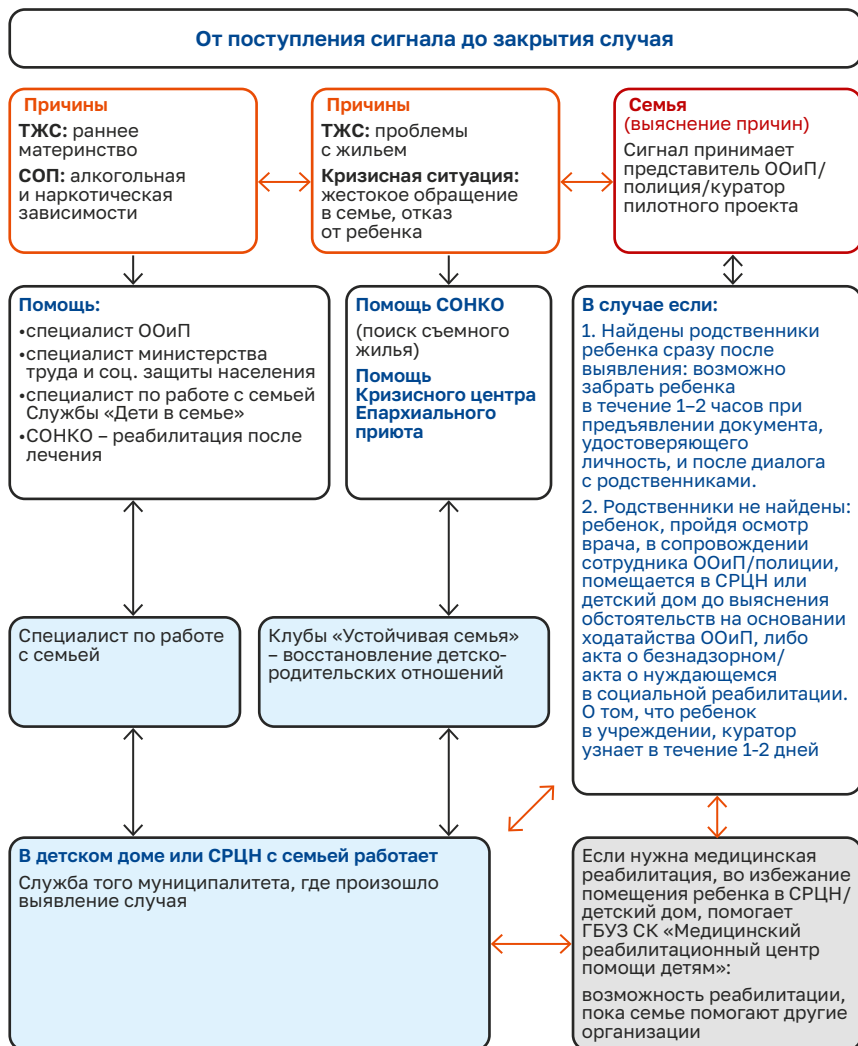 От поступления сигнала до закрытия случая
Причины
ТЖС: раннее
материнство
СОП: алкогольная
и наркотическая
зависимости
Причины
ТЖС: проблемы
с жильем
Кризисная ситуация:
жестокое обращение
в семье, отказ
от ребенка
Семья
(выяснение причин)
Сигнал принимает
представитель ООиП/
полиция/куратор
пилотного проекта
Помощь:
•специалист ООиП
•специалист министерства
труда и соц. защиты населения
•специалист по работе с семьей
Службы «Дети в семье»
•СОНКО – реабилитация после
лечения
Помощь СОНКО
(поиск съемного
жилья)
Помощь
Кризисного центра
Епархиального
приюта
В случае если:
1. Найдены родственники
ребенка сразу после
выявления: возможно
забрать ребенка
в течение 1–2 часов при
предъявлении документа,
удостоверяющего
личность, и после диалога
с родственниками.
2. Родственники не найдены:
ребенок, пройдя осмотр
врача, в сопровождении
сотрудника ООиП/полиции,
помещается в СРЦН или
детский дом до выяснения
обстоятельств на основании
ходатайства ООиП, либо
акта о безнадзорном/
акта о нуждающемся
в социальной реабилитации.
О том, что ребенок
в учреждении, куратор
узнает в течение 1-2 дней
Специалист по работе
с семьей
Клубы «Устойчивая семья»
– восстановление детско-
родительских отношений
В детском доме или СРЦН с семьей работает
Служба того муниципалитета, где произошло
выявление случая
Если нужна медицинская
реабилитация, во избежание
помещения ребенка в СРЦН/
детский дом, помогает
ГБУЗ СК «Медицинский
реабилитационный центр
помощи детям»:
возможность реабилитации,
пока семье помогают другие
организации